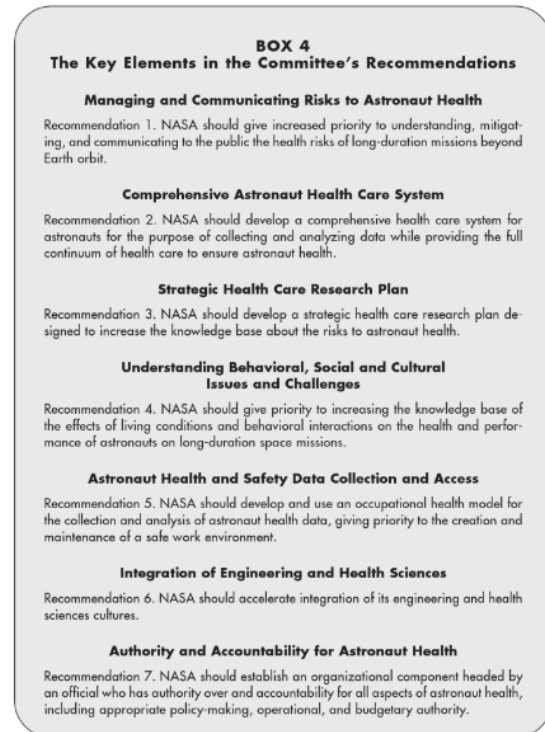 BOX 4
The Key Elements in the Committee's Recommendations
Managing and Communicating Risks to Astronaut Health
Recommendation 1. NASA should give increased priority to understanding, mitigat-
ing, and communicating to the public the health risks of long-duration missions beyond
Earth orbit.
Comprehensive Astronaut Health Care System
Recommendation 2. NASA should develop a comprehensive health care system for
astronauts for the purpose of collecting and analyzing data while providing the full
continuum of health care to ensure astronaut health.
Strategic Health Care Research Plan
Recommendation 3. NASA should develop a strategic health care research plan de-
signed to increase the knowledge base about the risks to astronaut health.
Understanding Behavioral, Social and Cultural
Issues and Challenges
Recommendation 4. NASA should give priority to increasing the knowledge base of
the effects of living conditions and behavioral interactions on the health and perfor-
mance of astronauts on long-duration space missions.
Astronaut Health and Safety Data Collection and Access
Recommendation 5. NASA should develop and use an occupational health model for
the collection and analysis of astronaut health data, giving priority to the creation and
maintenance of a safe work environment.
Integration of Engineering and Health Sciences
Recommendation 6. NASA should accelerate integration of its engineering and health
sciences cultures.
Authority and Accountability for Astronaut Health
Recommendation 7. NASA should establish an organizational component headed by
an official who has authority over and accountability for all aspects of astronaut health,
including appropriate policy-making, operational, and budgetary authority.